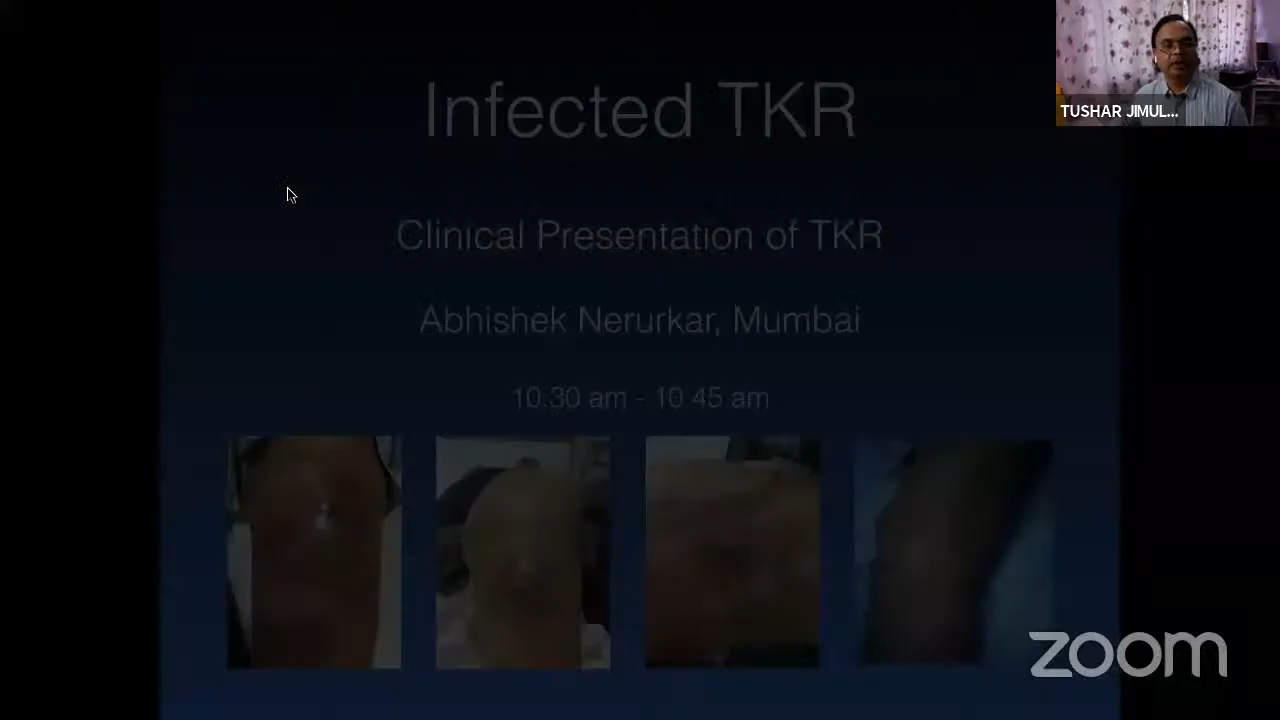 Infected TKR
Clinical Presentation of TKR
Abhishek Nerurkar, Mumbai
10.30 am - 10.45 am
TUSHAR JIMUL...
zoom